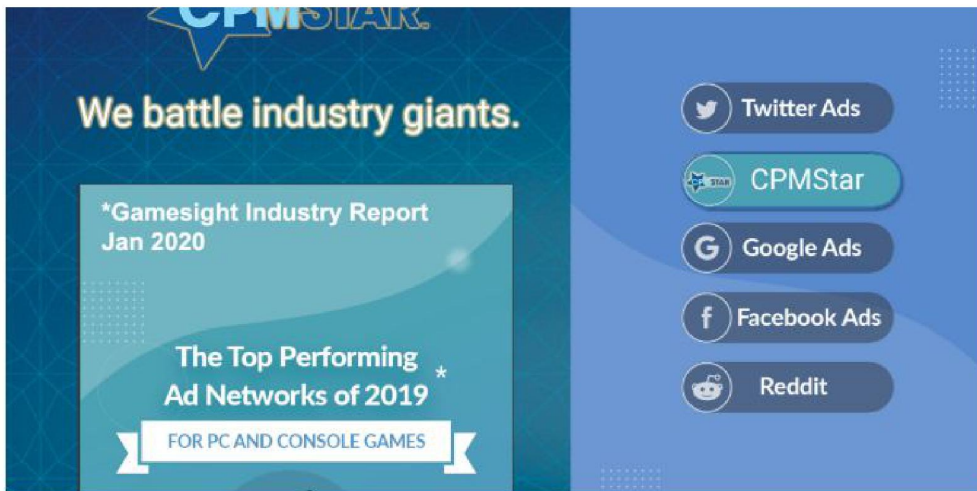 CPMSTAR
We battle industry giants.
*Gamesight Industry Report
Jan 2020
The Top Performing
Ad Networks of 2019 *
FOR PC AND CONSOLE GAMES
Twitter Ads
STAR CPMStar
G Google Ads
f Facebook Ads
Reddit